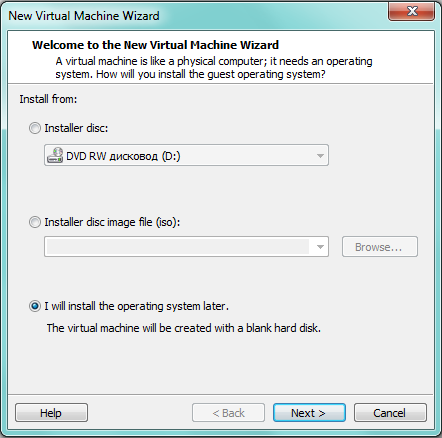 New Virtual Machine Wizard
Welcome to the New Virtual Machine Wizard
A virtual machine is like a physical computer; it needs an operating
system. How will you install the guest operating system?
Install from:
Installer disc:
DVD RW дисковод (D:)
Installer disc image file (iso):
Browse...
I will install the operating system later.
The virtual machine will be created with a blank hard disk.
Help
< Back
Next >
Cancel